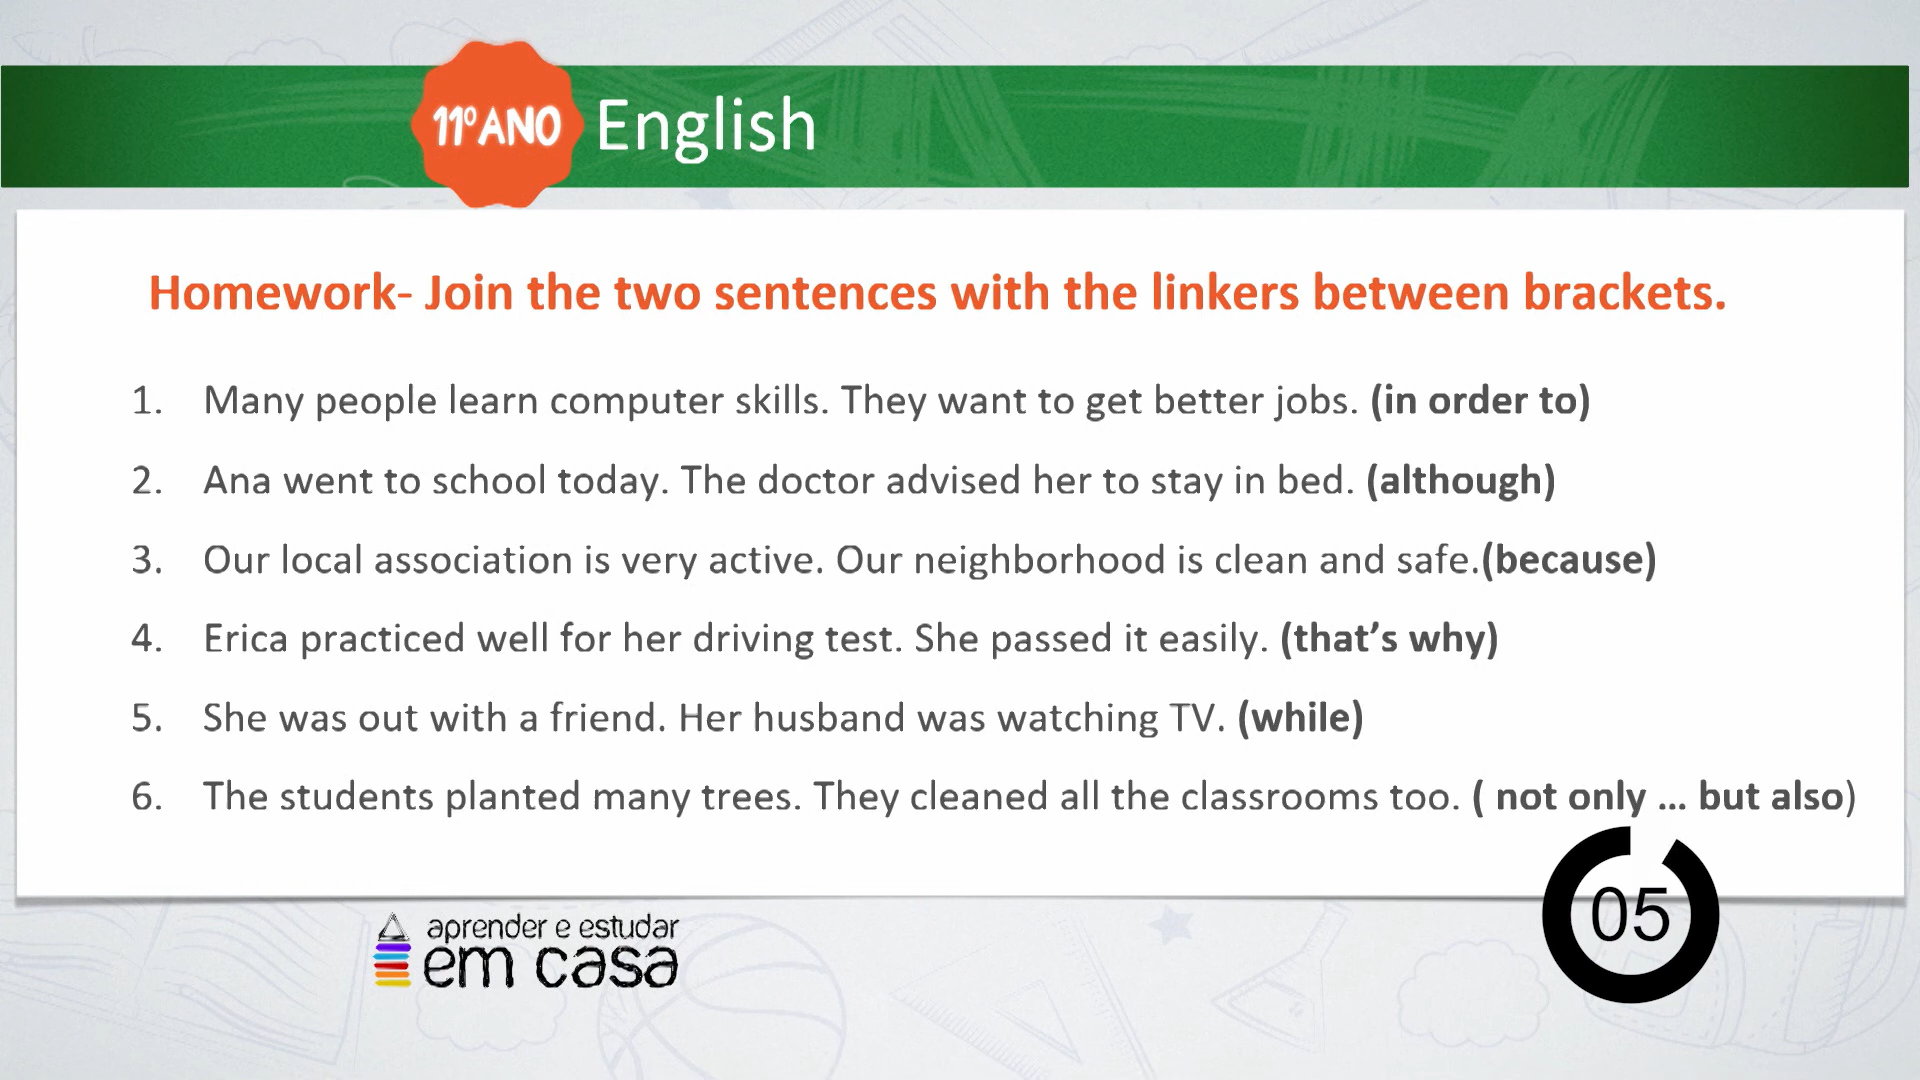 11ºANO English
Homework- Join the two sentences with the linkers between brackets.
1. Many people learn computer skills. They want to get better jobs. (in order to)
2. Ana went to school today. The doctor advised her to stay in bed. (although)
3. Our local association is very active. Our neighborhood is clean and safe.(because)
4. Erica practiced well for her driving test. She passed it easily. (that’s why)
5. She was out with a friend. Her husband was watching TV. (while)
6. The students planted many trees. They cleaned all the classrooms too. ( not only ... but also)
aprender e estudar
em casa
05